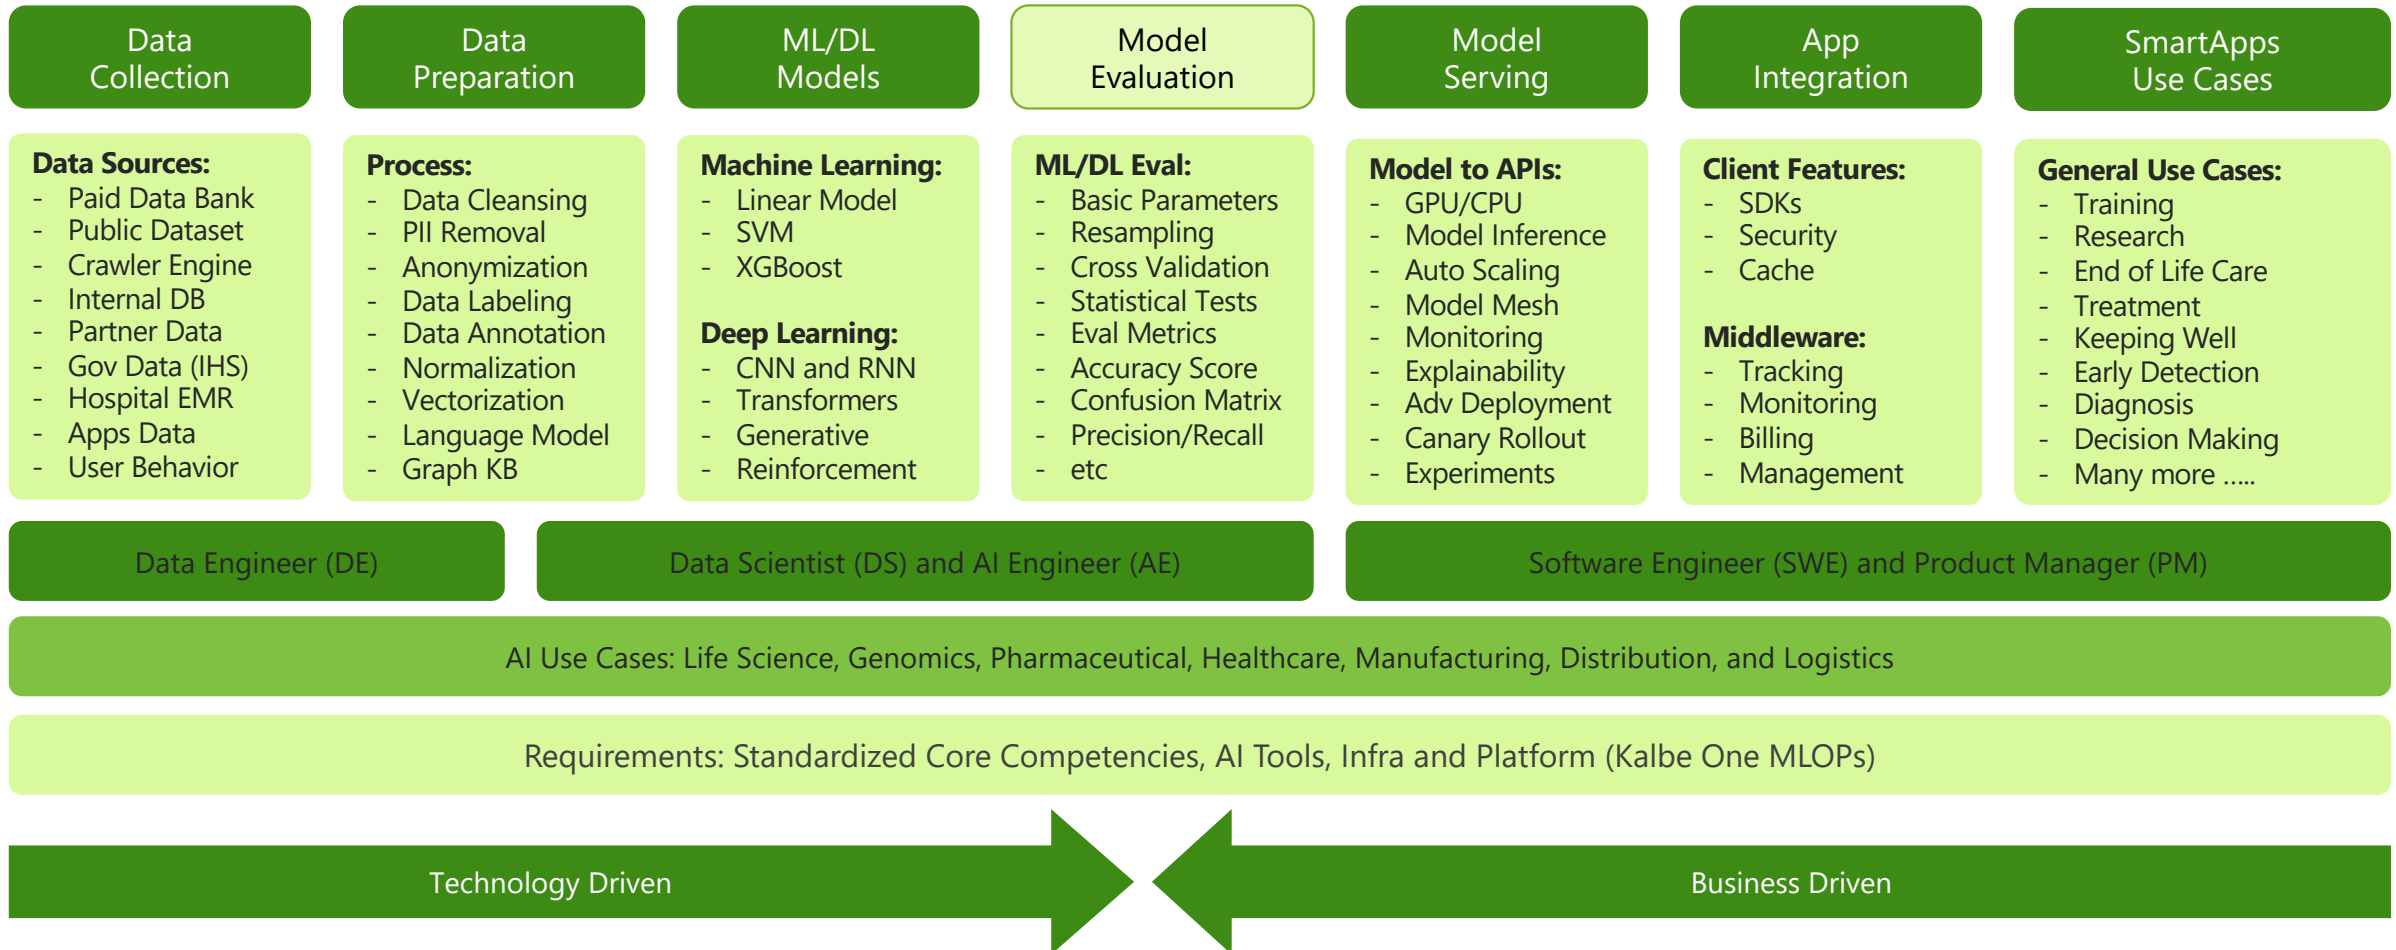 Data
Collection
Data
Preparation
ML/DL
Models
Model
Evaluation
Model
Serving
App
Integration
SmartApps
Use Cases
Data Sources:
- Paid Data Bank
- Public Dataset
- Crawler Engine
- Internal DB
- Partner Data
- Gov Data (IHS)
- Hospital EMR
- Apps Data
- User Behavior
Process:
- Data Cleansing
- PII Removal
- Anonymization
- Data Labeling
- Data Annotation
- Normalization
- Vectorization
- Language Model
- Graph KB
Machine Learning:
- Linear Model
- SVM
- XGBoost
Deep Learning:
- CNN and RNN
- Transformers
- Generative
- Reinforcement
ML/DL Eval:
- Basic Parameters
- Resampling
- Cross Validation
- Statistical Tests
- Eval Metrics
- Accuracy Score
- Confusion Matrix
- Precision/Recall
- etc
Model to APIs:
- GPU/CPU
- Model Inference
- Auto Scaling
- Model Mesh
- Monitoring
- Explainability
- Adv Deployment
- Canary Rollout
- Experiments
Client Features:
- SDKs
- Security
- Cache
Middleware:
- Tracking
- Monitoring
- Billing
- Management
General Use Cases:
- Training
- Research
- End of Life Care
- Treatment
- Keeping Well
- Early Detection
- Diagnosis
- Decision Making
- Many more .....
Data Engineer (DE)
Data Scientist (DS) and AI Engineer (AE)
Software Engineer (SWE) and Product Manager (PM)
AI Use Cases: Life Science, Genomics, Pharmaceutical, Healthcare, Manufacturing, Distribution, and Logistics
Requirements: Standardized Core Competencies, AI Tools, Infra and Platform (Kalbe One MLOPs)
Technology Driven
Business Driven